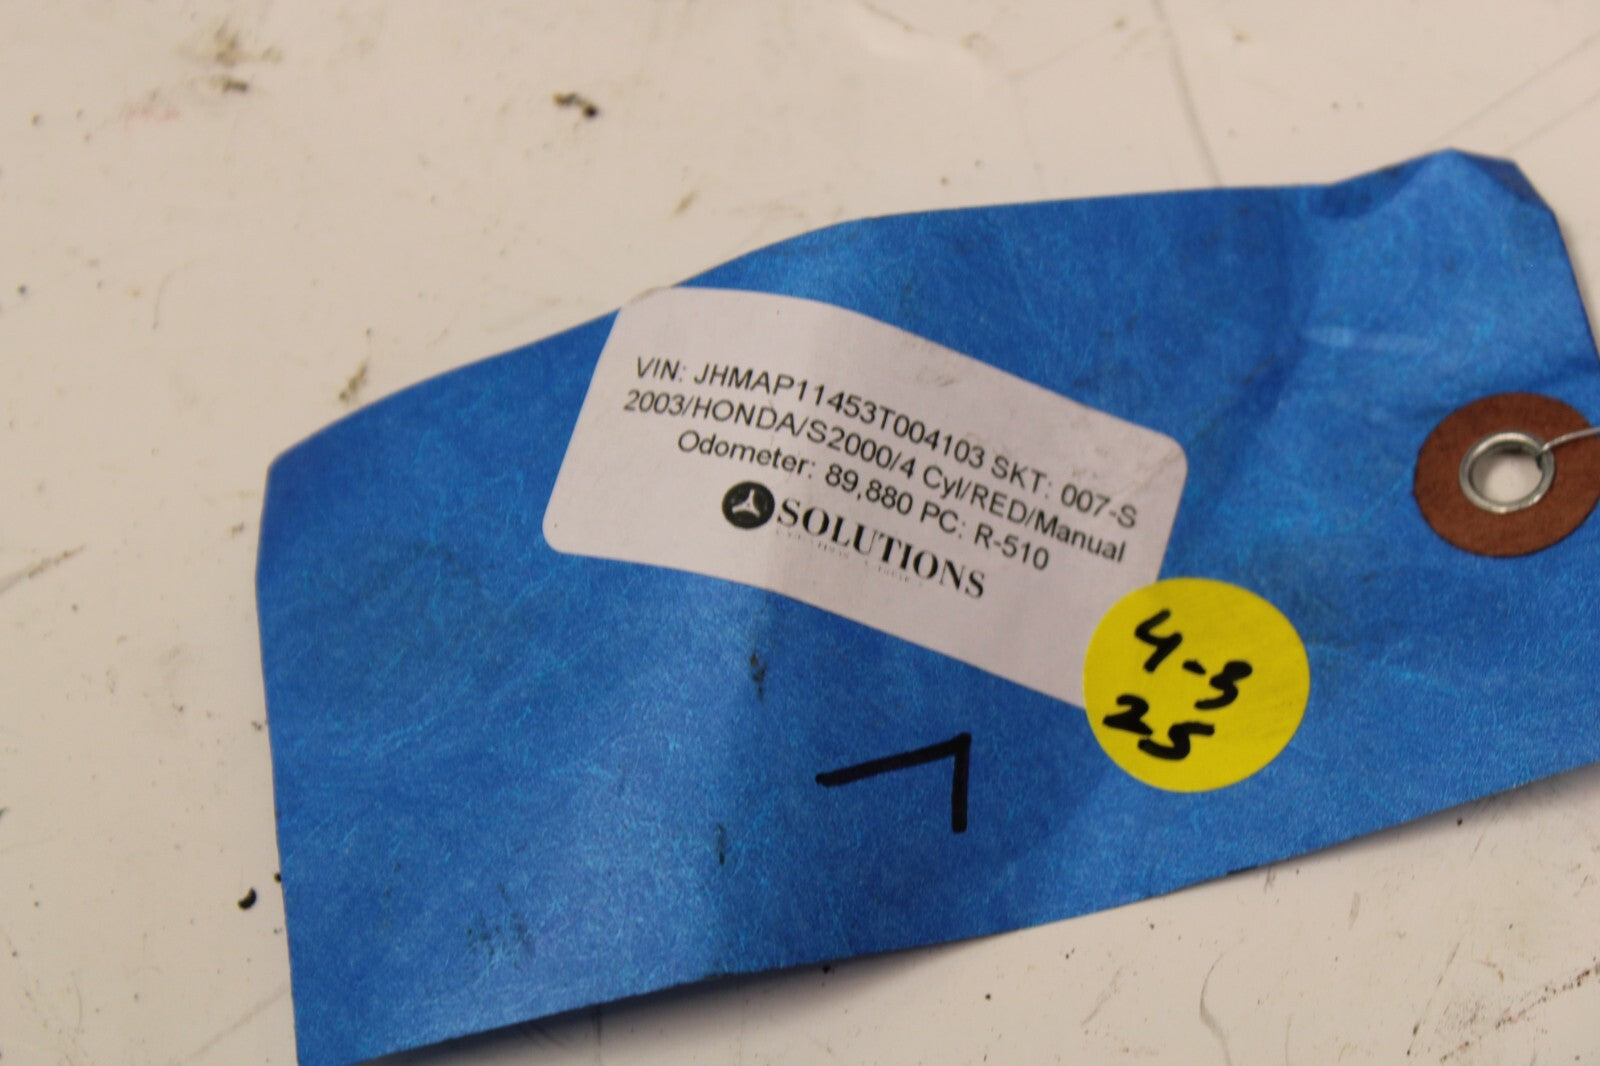 VIN: JHMAP11453T004103 SKT: 007-S
2003/HONDA/S2000/4 Cyl/RED/Manual
Odometer: 89,880 PC: R-510
SOLUTIONS
4-3
25
7